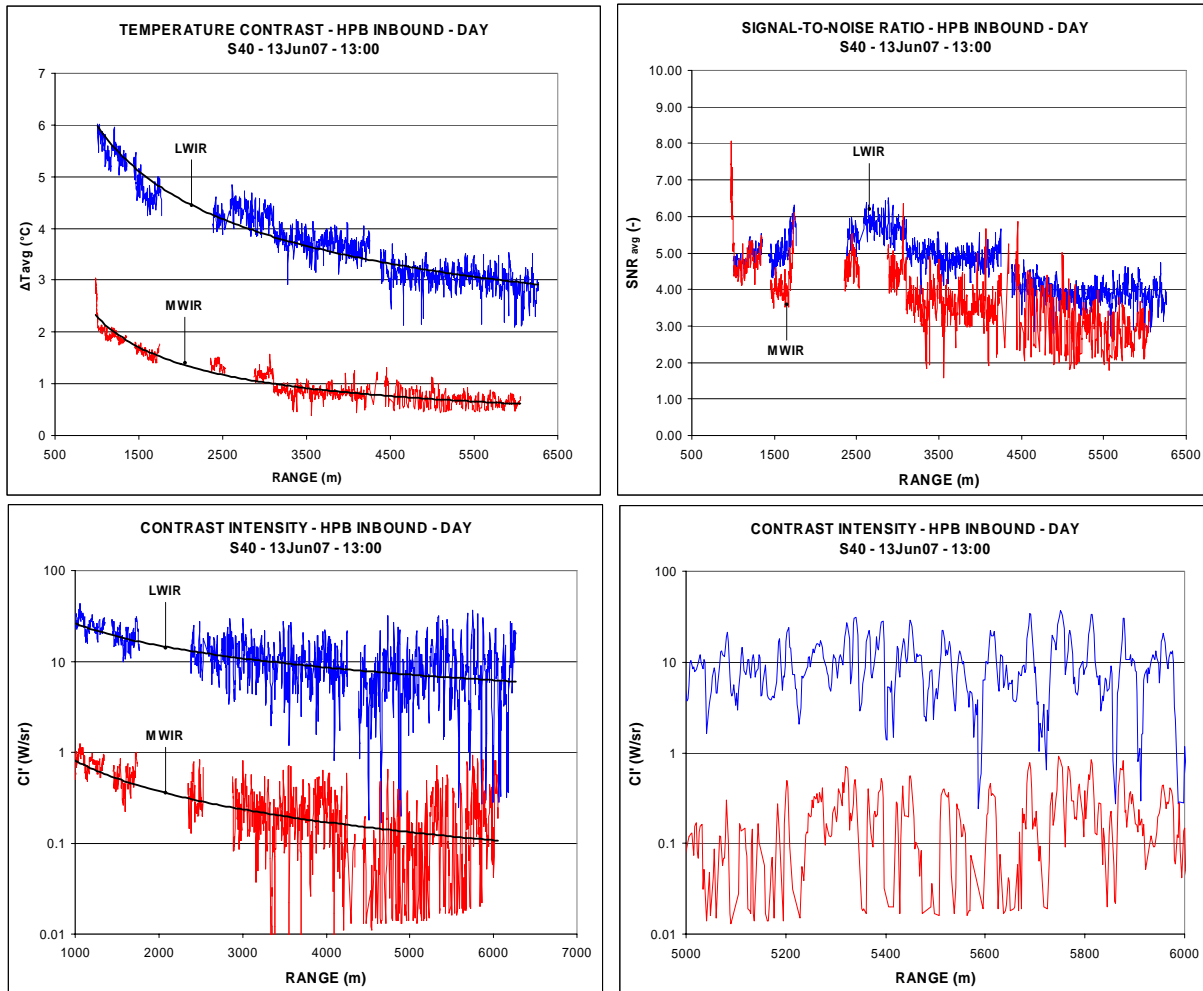 TEMPERATURE CONTRAST - HPB INBOUND - DAY
S40 - 13Jun07 - 13:00
7
6
5
4
3
2
1
0
ΔTavg (°C)
LWIR
MWIR
500 1500 2500 3500 4500 5500 6500
RANGE (m)
SIGNAL-TO-NOISE RATIO - HPB INBOUND - DAY
S40 - 13Jun07 - 13:00
10.00
9.00
8.00
7.00
6.00
5.00
4.00
3.00
2.00
1.00
0.00
SNR avg (-)
LWIR
MWIR
500 1500 2500 3500 4500 5500 6500
RANGE (m)
CONTRAST INTENSITY - HPB INBOUND - DAY
S40 - 13Jun07 - 13:00
100
10
1
0.1
0.01
CI' (W/sr)
LWIR
MWIR
1000 2000 3000 4000 5000 6000 7000
RANGE (m)
CONTRAST INTENSITY - HPB INBOUND - DAY
S40 - 13Jun07 - 13:00
100
10
1
0.1
0.01
CI' (W/sr)
5000 5200 5400 5600 5800 6000
RANGE (m)